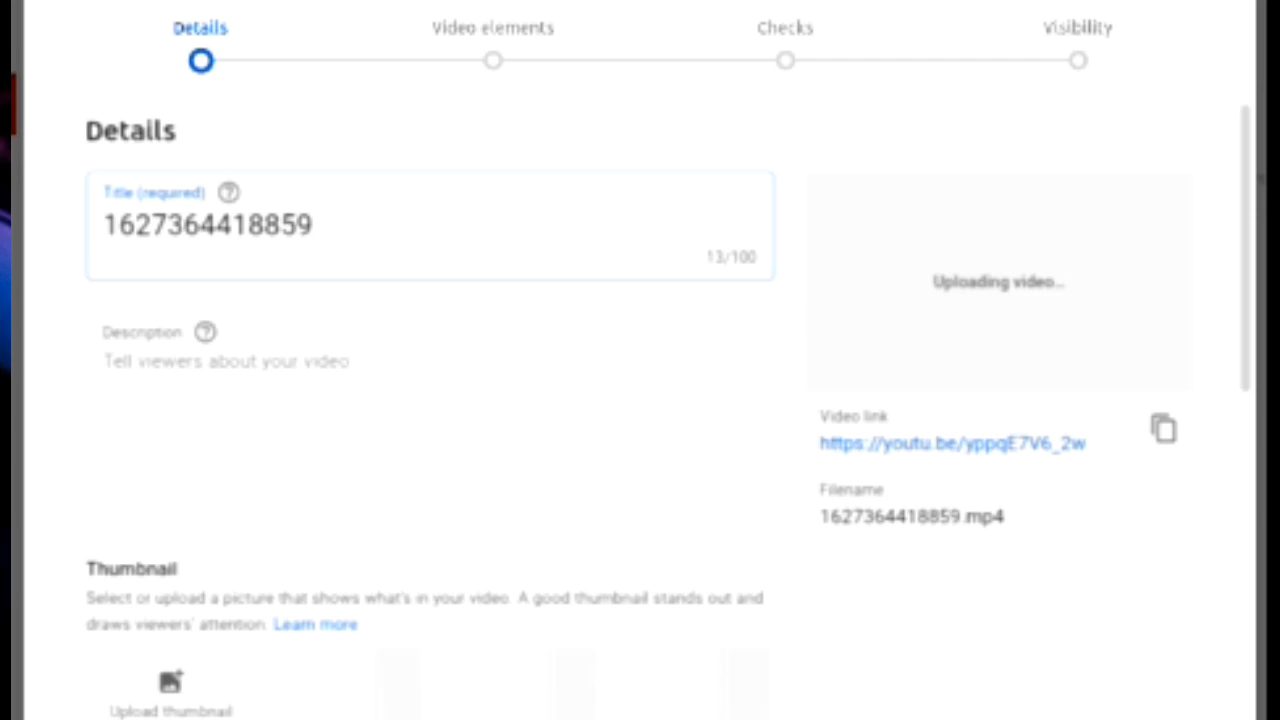 Details
Video elements
Checks
Visibility
Details
Title (required)
1627364418859
13/100
Description
Tell viewers about your video
Uploading video...
Video link
https://youtu.be/yppqE7V6_2w
Filename
1627364418859.mp4
Thumbnail
Select or upload a picture that shows what's in your video. A good thumbnail stands out and
draws viewers' attention. Learn more
Upload thumbnail